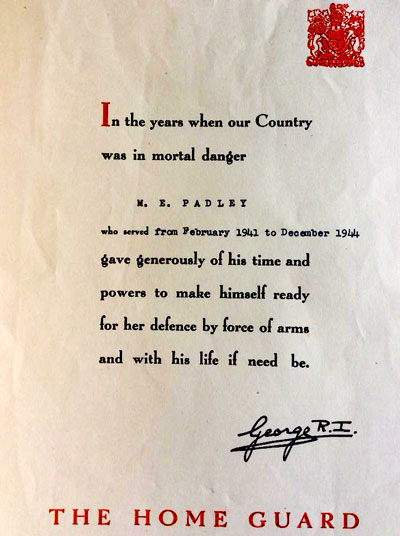 In the years when our Country
was in mortal danger
M. E. PADLEY
who served from February 1941 to December 1944
gave generously of his time and
powers to make himself ready
for her defence by force of arms
and with his life if need be.
George R.I.
THE HOME GUARD